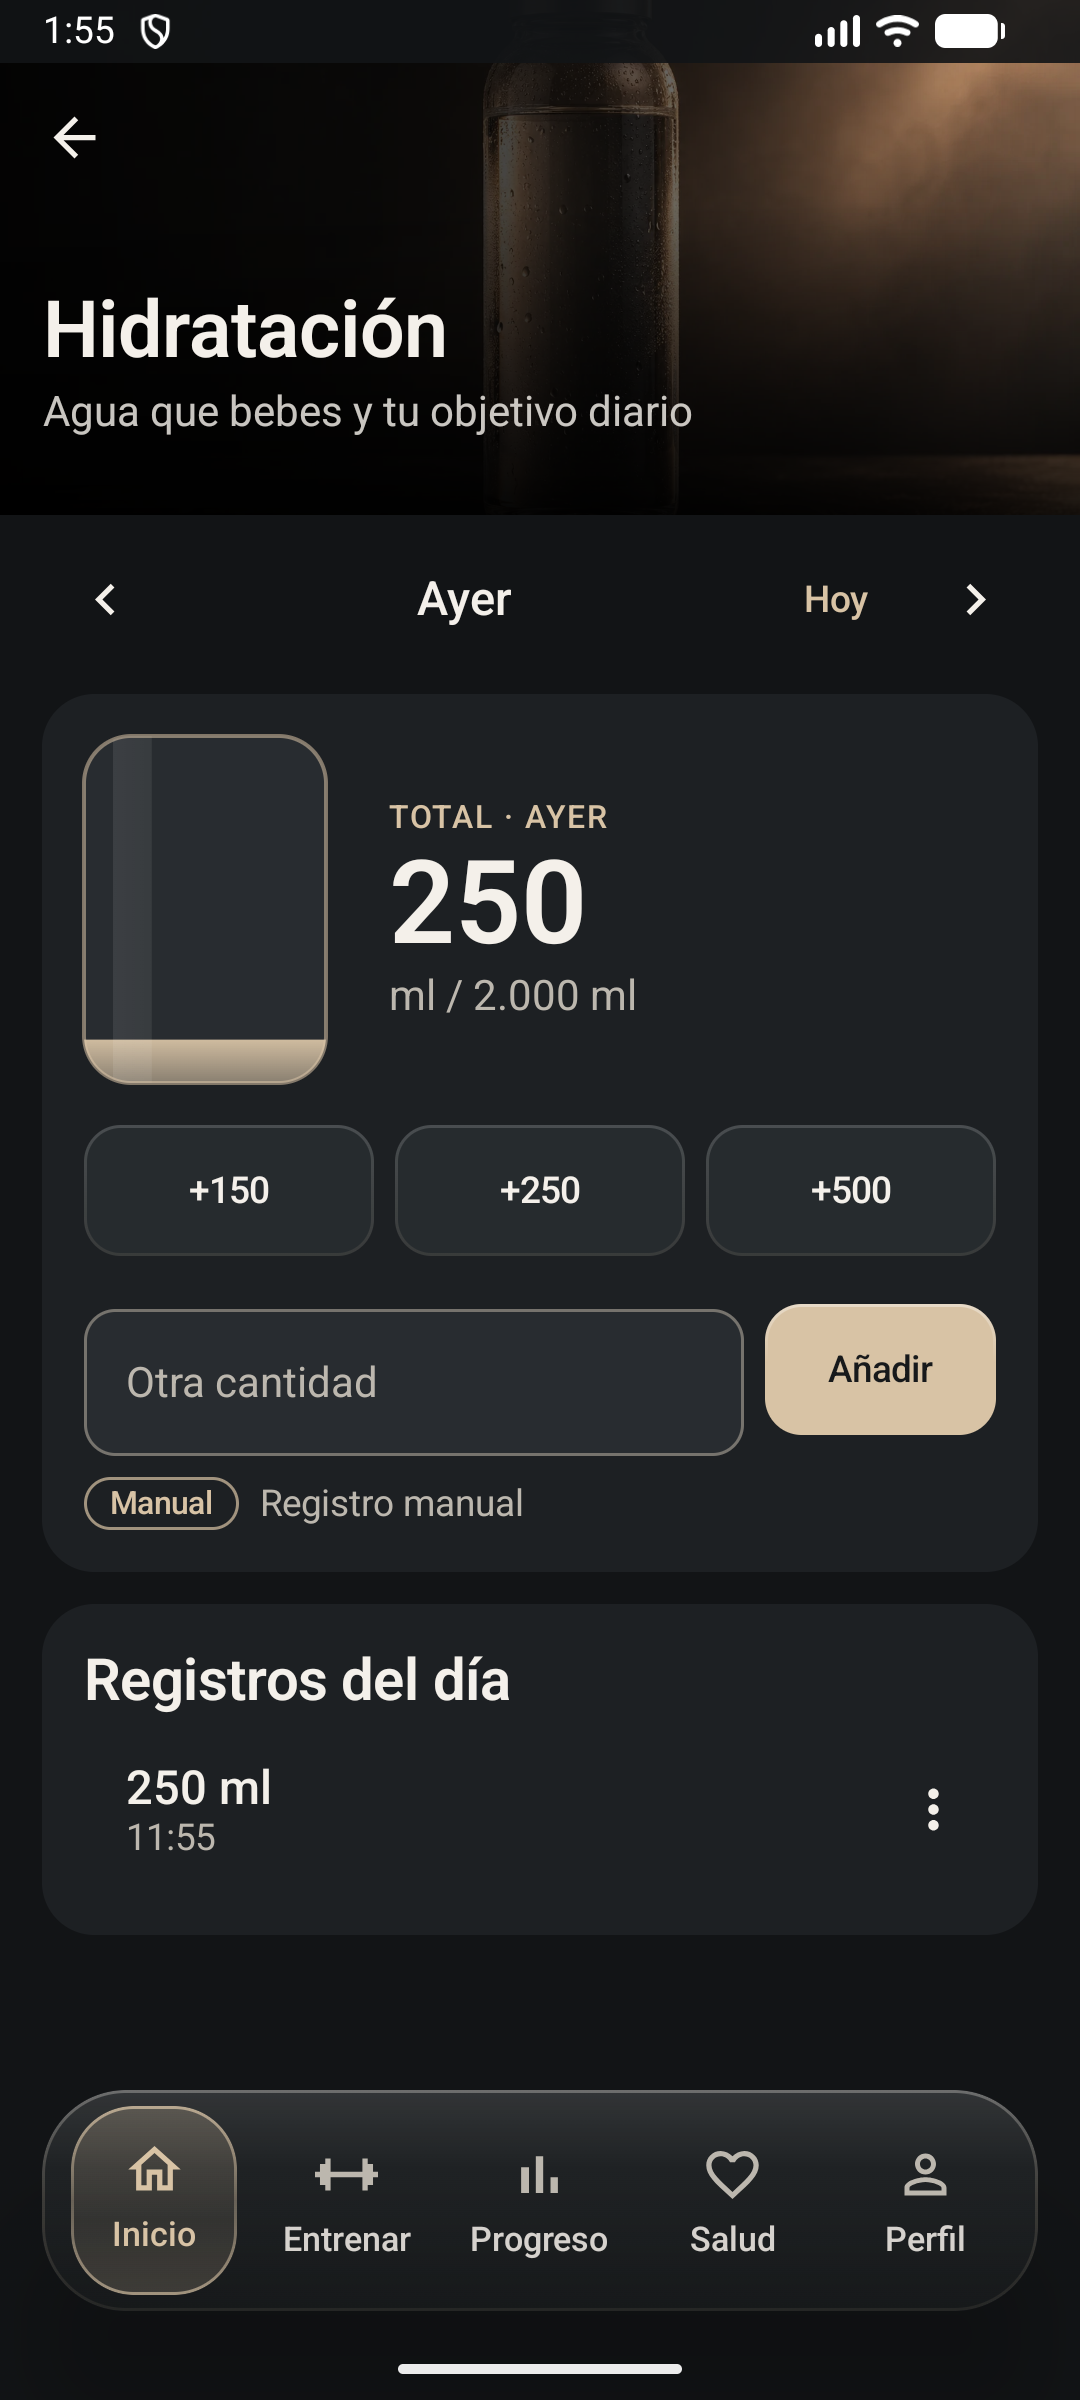 1:55
Hidratación
Agua que bebes y tu objetivo diario
Ayer
Hoy
TOTAL · AYER
250
ml / 2.000 ml
+150
+250
+500
Otra cantidad
Añadir
Manual
Registro manual
Registros del día
250 ml
11:55
Inicio
Entrenar
Progreso
Salud
Perfil